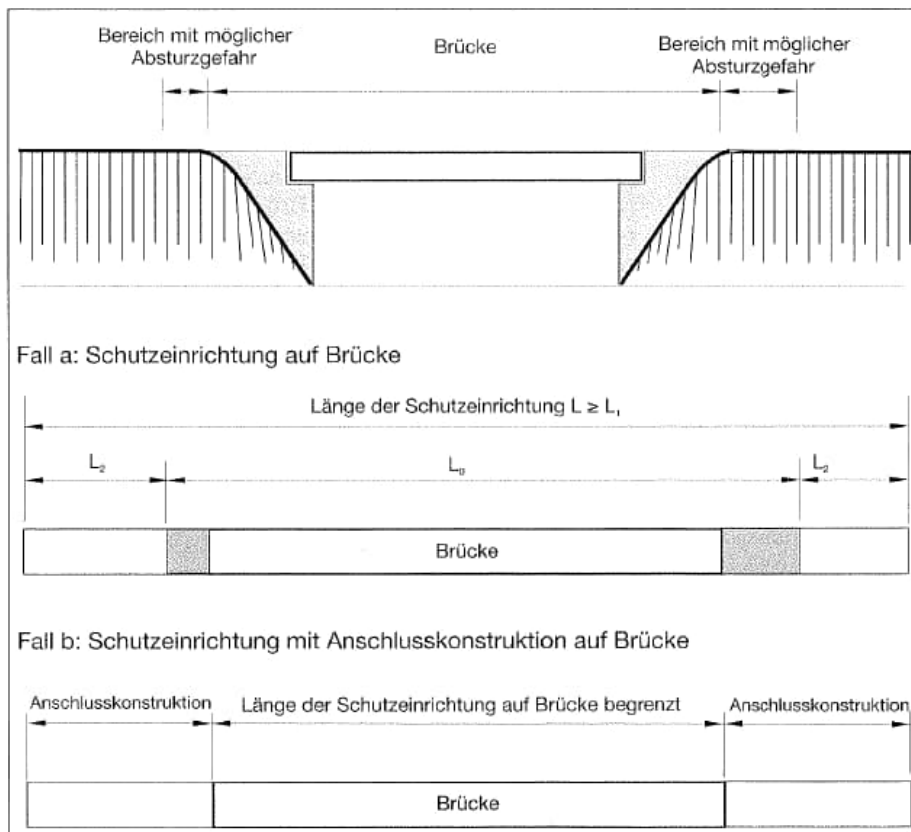 Bereich mit möglicher
Absturzgefahr
Brücke
Bereich mit möglicher
Absturzgefahr
Fall a: Schutzeinrichtung auf Brücke
Länge der Schutzeinrichtung L ≥ L₁
L₂
L₀
L₂
Brücke
Fall b: Schutzeinrichtung mit Anschlusskonstruktion auf Brücke
Anschlusskonstruktion
Länge der Schutzeinrichtung auf Brücke begrenzt
Anschlusskonstruktion
Brücke